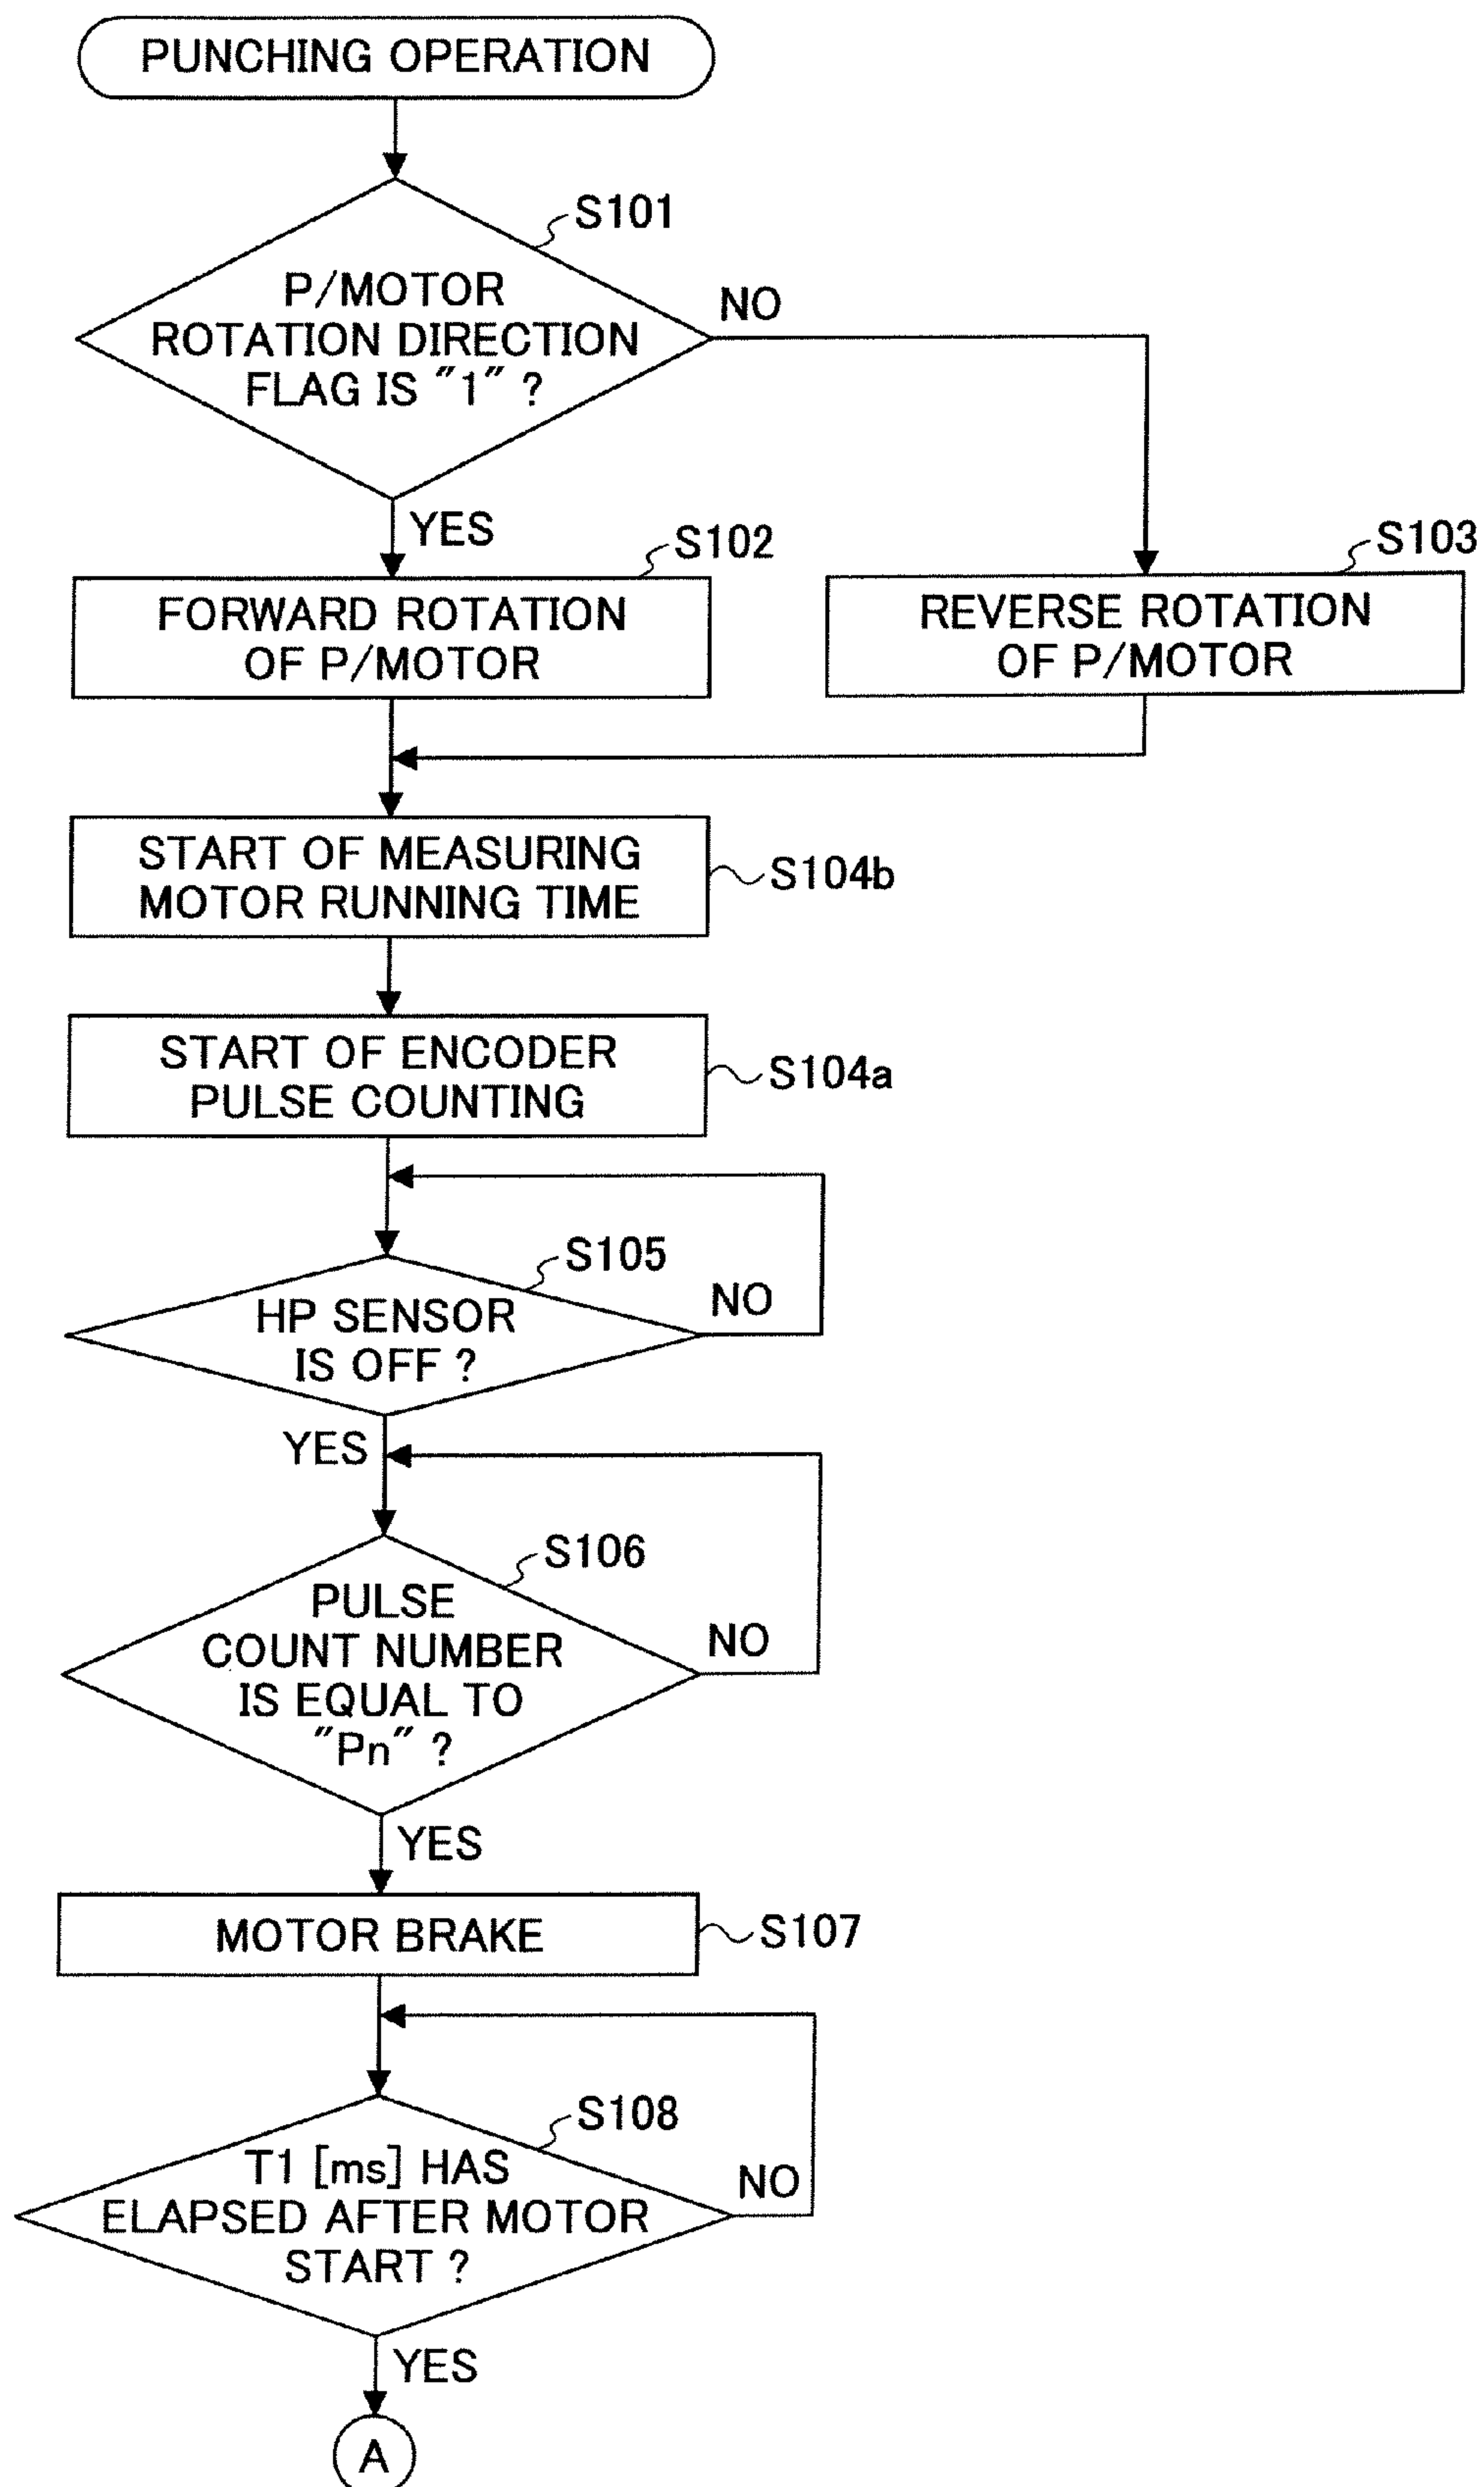 PUNCHING OPERATION
S101
P/MOTOR
ROTATION DIRECTION
FLAG IS "1" ?
NO
YES
S102
S103
FORWARD ROTATION
OF P/MOTOR
REVERSE ROTATION
OF P/MOTOR
START OF MEASURING
MOTOR RUNNING TIME
S104b
START OF ENCODER
PULSE COUNTING
S104a
S105
HP SENSOR
IS OFF ?
NO
YES
S106
PULSE
COUNT NUMBER
IS EQUAL TO
"Pn" ?
NO
YES
MOTOR BRAKE
S107
S108
T1 [ms] HAS
ELAPSED AFTER MOTOR
START ?
NO
YES
A